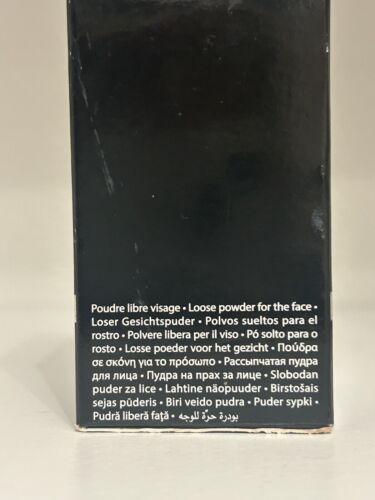 Poudre libre visage • Loose powder for the face •
Loser Gesichtspuder • Polvos sueltos para el
rostro • Polvere libera per il viso • Pó solto para o
rosto • Losse poeder voor het gezicht • Πούδρα
σε σκόνη για το πρόσωπο • Рассыпчатая пудра
для лица • Пудра на прах за лице • Slobodan
puder za lice • Lahtine näopuuder • Birstošais
sejas pūderis • Biri veido pudra • Puder sypki •
Pudră liberă față • بودرة حرّة للوجه